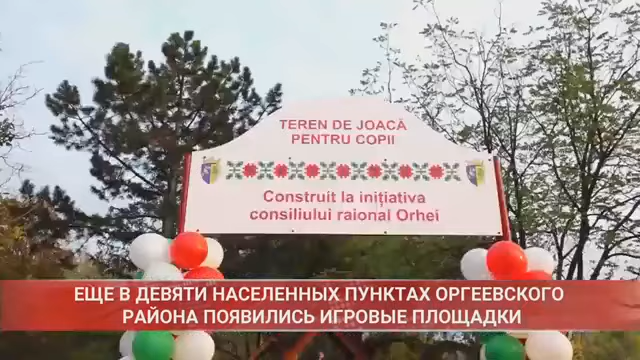 TEREN DE JOACĂ
PENTRU COPII
Construit la inițiativa
consiliului raional Orhei
ЕЩЕ В ДЕВЯТИ НАСЕЛЕННЫХ ПУНКТАХ ОРГЕЕВСКОГО
РАЙОНА ПОЯВИЛИСЬ ИГРОВЫЕ ПЛОЩАДКИ